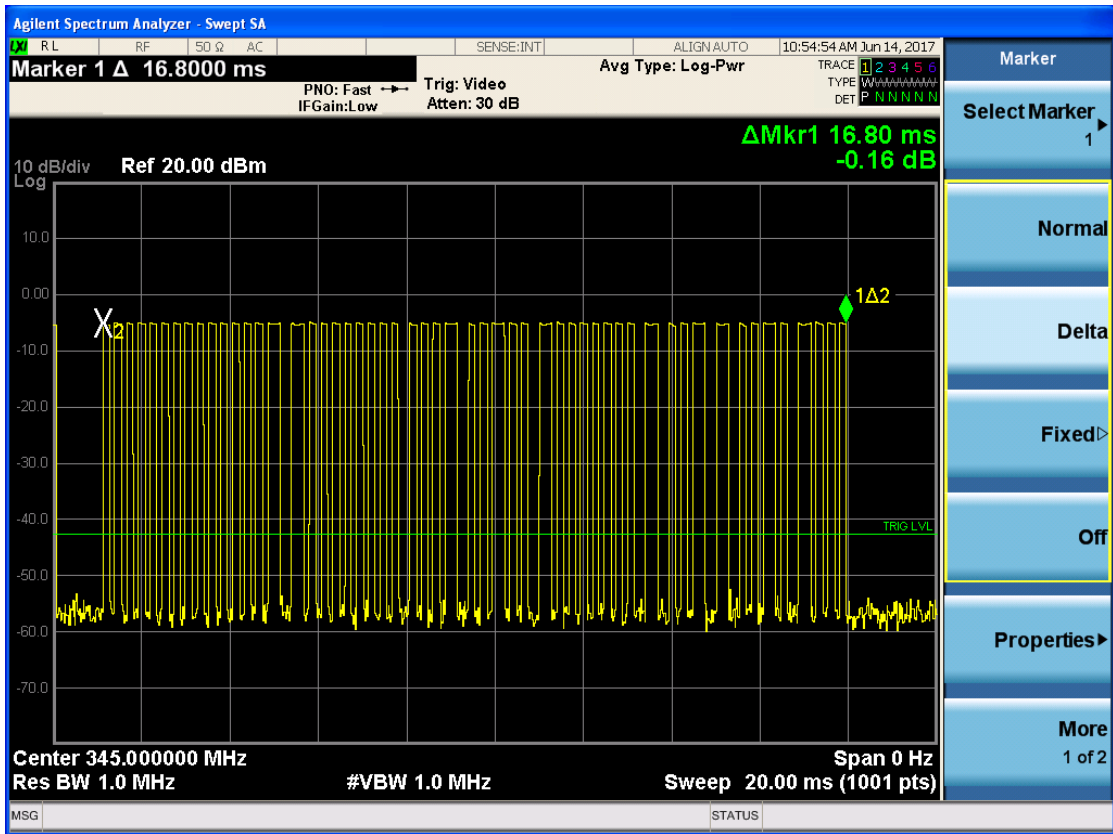 Agilent Spectrum Analyzer - Swept SA
LXI RL RF 50 Ω AC SENSE:INT ALIGN AUTO 10:54:54 AM Jun 14, 2017
Marker 1 Δ 16.8000 ms
PNO: Fast
IFGain:Low
Trig: Video
Atten: 30 dB
Avg Type: Log-Pwr
TRACE 1 2 3 4 5 6
TYPE W W W W W W
DET P N N N N N
ΔMkr1 16.80 ms
-0.16 dB
10 dB/div Ref 20.00 dBm
Log
10.0
0.00
-10.0
-20.0
-30.0
-40.0
-50.0
-60.0
-70.0
X2
1Δ2
TRIG LVL
Center 345.000000 MHz Span 0 Hz
Res BW 1.0 MHz #VBW 1.0 MHz Sweep 20.00 ms (1001 pts)
MSG STATUS
Marker
Select Marker
1
Normal
Delta
Fixed
Off
Properties
More
1 of 2